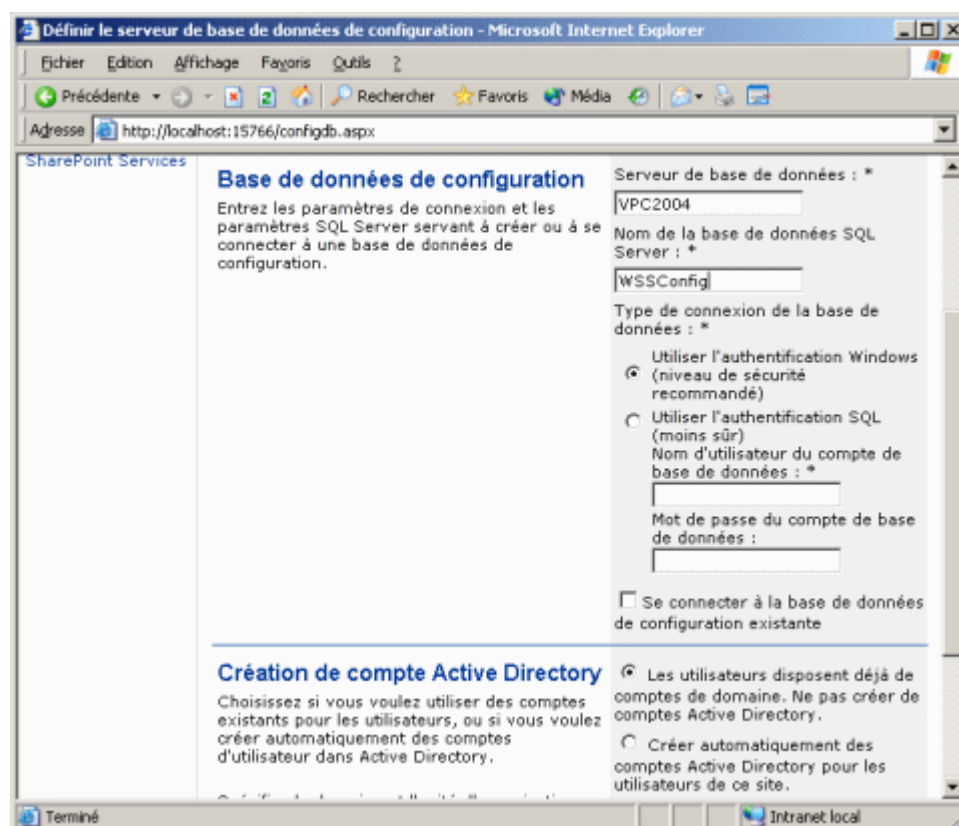 Définir le serveur de base de données de configuration - Microsoft Internet Explorer
Fichier Edition Affichage Favoris Outils ?
Précédente Rechercher Favoris Média
Adresse http://localhost:15766/configdb.aspx
SharePoint Services
Base de données de configuration
Entrez les paramètres de connexion et les
paramètres SQL Server servant à créer ou à se
connecter à une base de données de
configuration.
Serveur de base de données : *
VPC2004
Nom de la base de données SQL
Server : *
WSSConfig
Type de connexion de la base de
données : *
Utiliser l'authentification Windows
(niveau de sécurité
recommandé)
Utiliser l'authentification SQL
(moins sûr)
Nom d'utilisateur du compte de
base de données : *
Mot de passe du compte de base
de données :
Se connecter à la base de données
de configuration existante
Création de compte Active Directory
Choisissez si vous voulez utiliser des comptes
existants pour les utilisateurs, ou si vous voulez
créer automatiquement des comptes
d'utilisateur dans Active Directory.
Les utilisateurs disposent déjà de
comptes de domaine. Ne pas créer de
comptes Active Directory.
Créer automatiquement des
comptes Active Directory pour les
utilisateurs de ce site.
Terminé
Intranet local